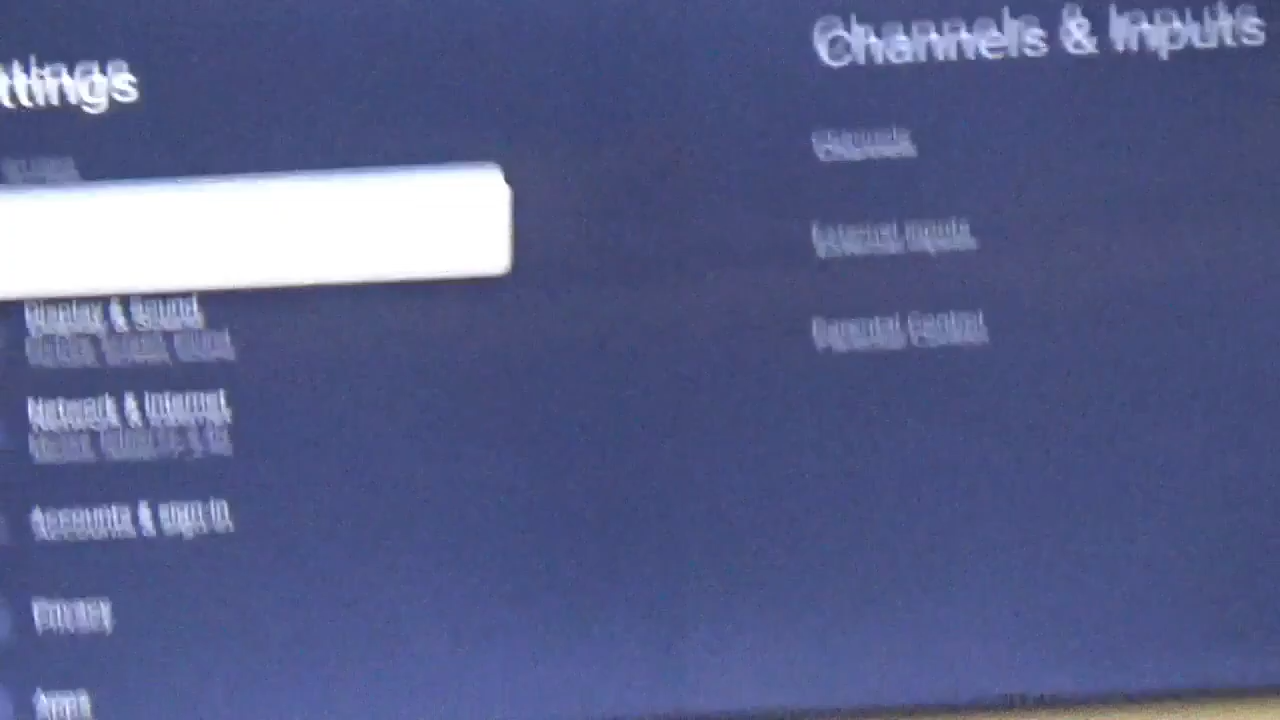 ttings
Display & Sound
Network & Internet
Accounts & sign-in
Privacy
Apps
Channels & Inputs
Channels
External Inputs
Parental Control